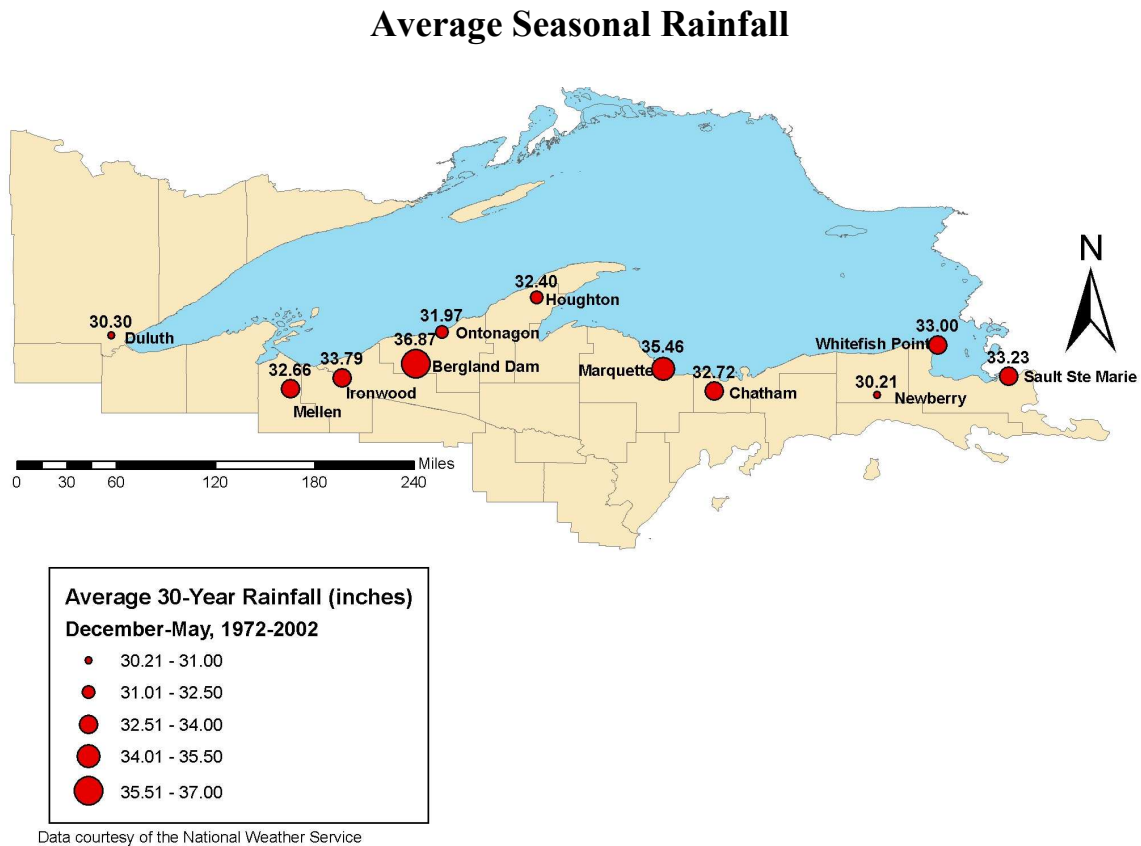 Average Seasonal Rainfall
N
32.40
Houghton
30.30
Duluth
31.97
Ontonagon
36.87
Bergland Dam
33.79
Ironwood
32.66
Mellen
35.46
Marquette
32.72
Chatham
33.00
Whitefish Point
33.23
Sault Ste Marie
30.21
Newberry
Miles
0 30 60 120 180 240
Average 30-Year Rainfall (inches)
December-May, 1972-2002
30.21 - 31.00
31.01 - 32.50
32.51 - 34.00
34.01 - 35.50
35.51 - 37.00
Data courtesy of the National Weather Service